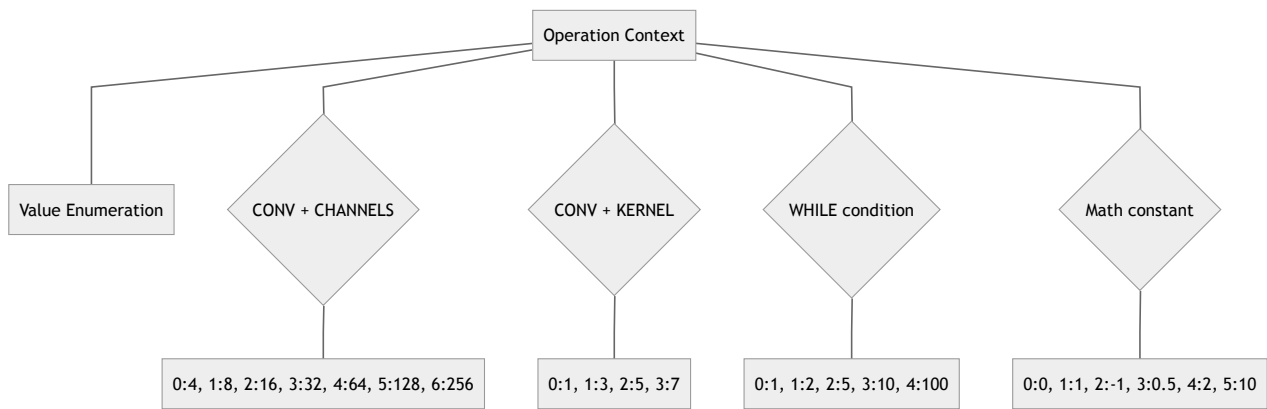 Operation Context
Value Enumeration
CONV + CHANNELS
CONV + KERNEL
WHILE condition
Math constant
0:4, 1:8, 2:16, 3:32, 4:64, 5:128, 6:256
0:1, 1:3, 2:5, 3:7
0:1, 1:2, 2:5, 3:10, 4:100
0:0, 1:1, 2:-1, 3:0.5, 4:2, 5:10